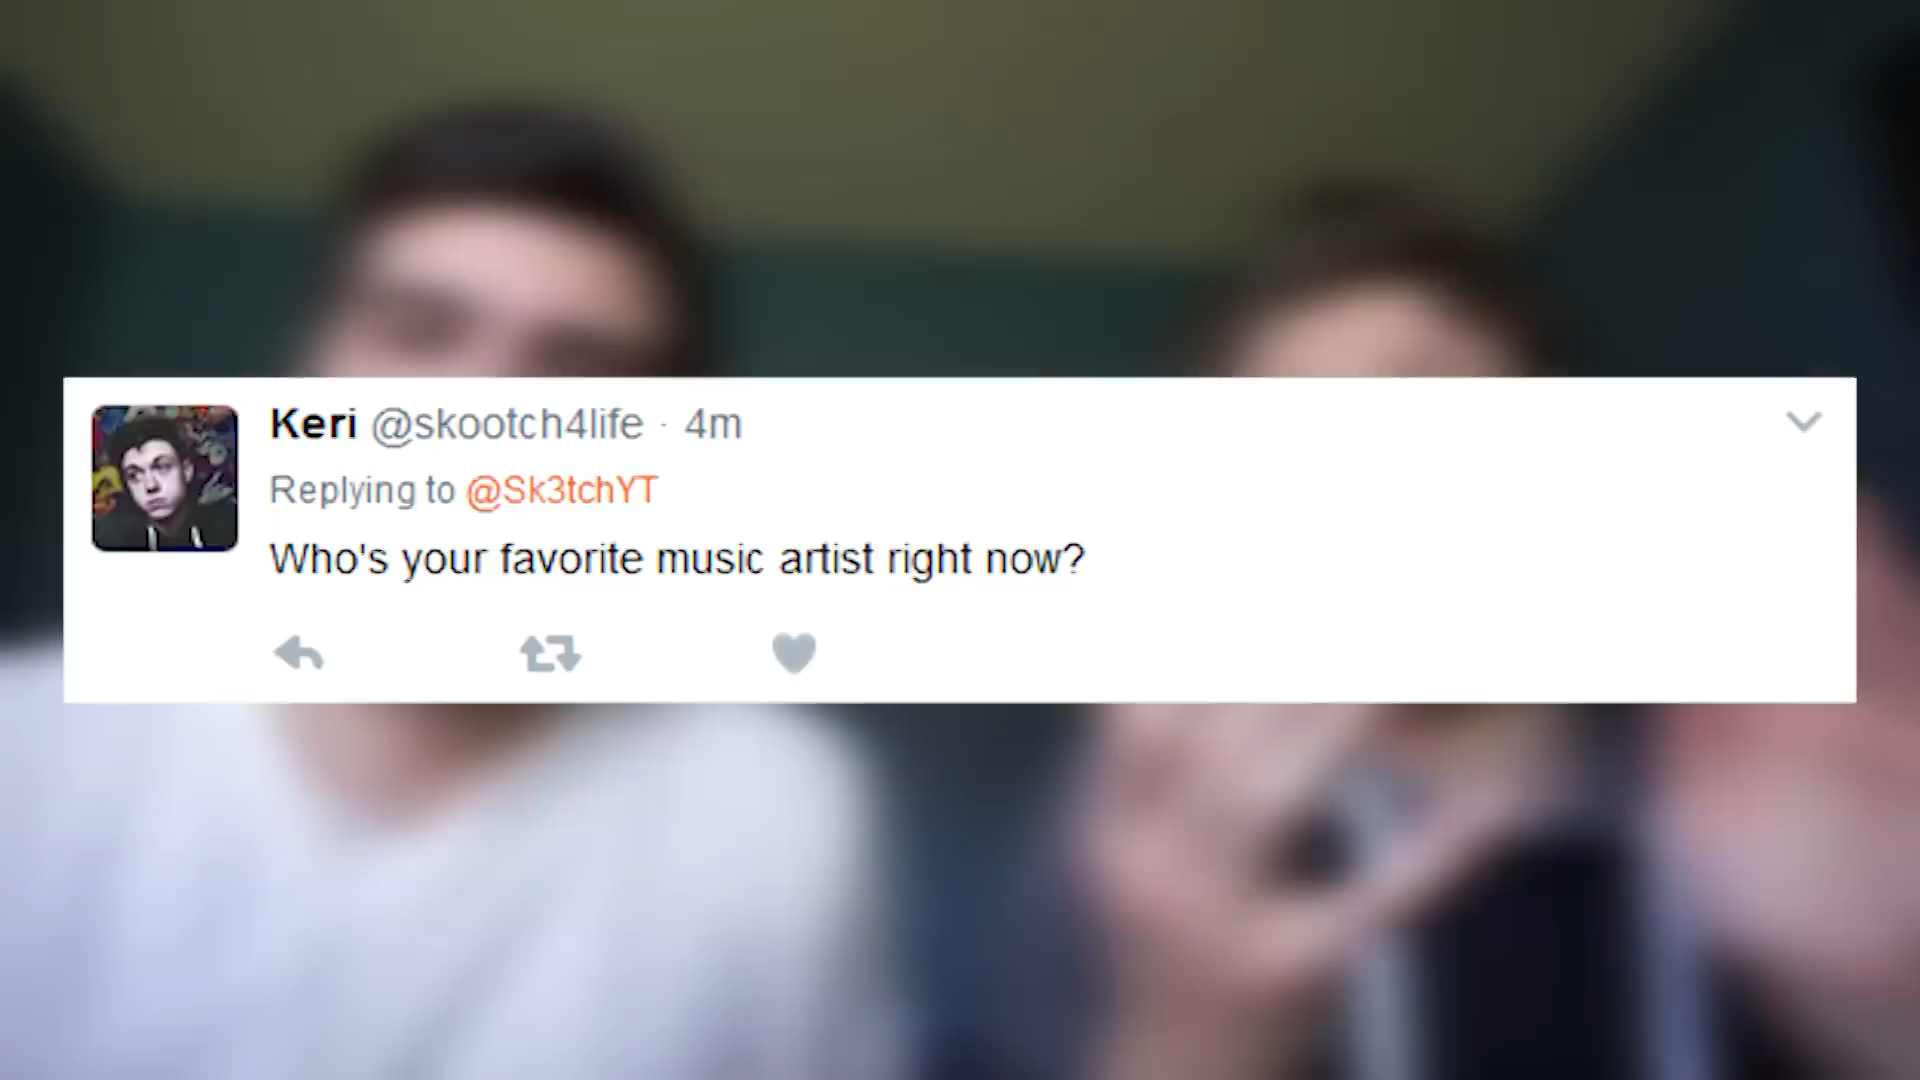 Keri @skootch4life · 4m
Replying to @Sk3tchYT
Who's your favorite music artist right now?